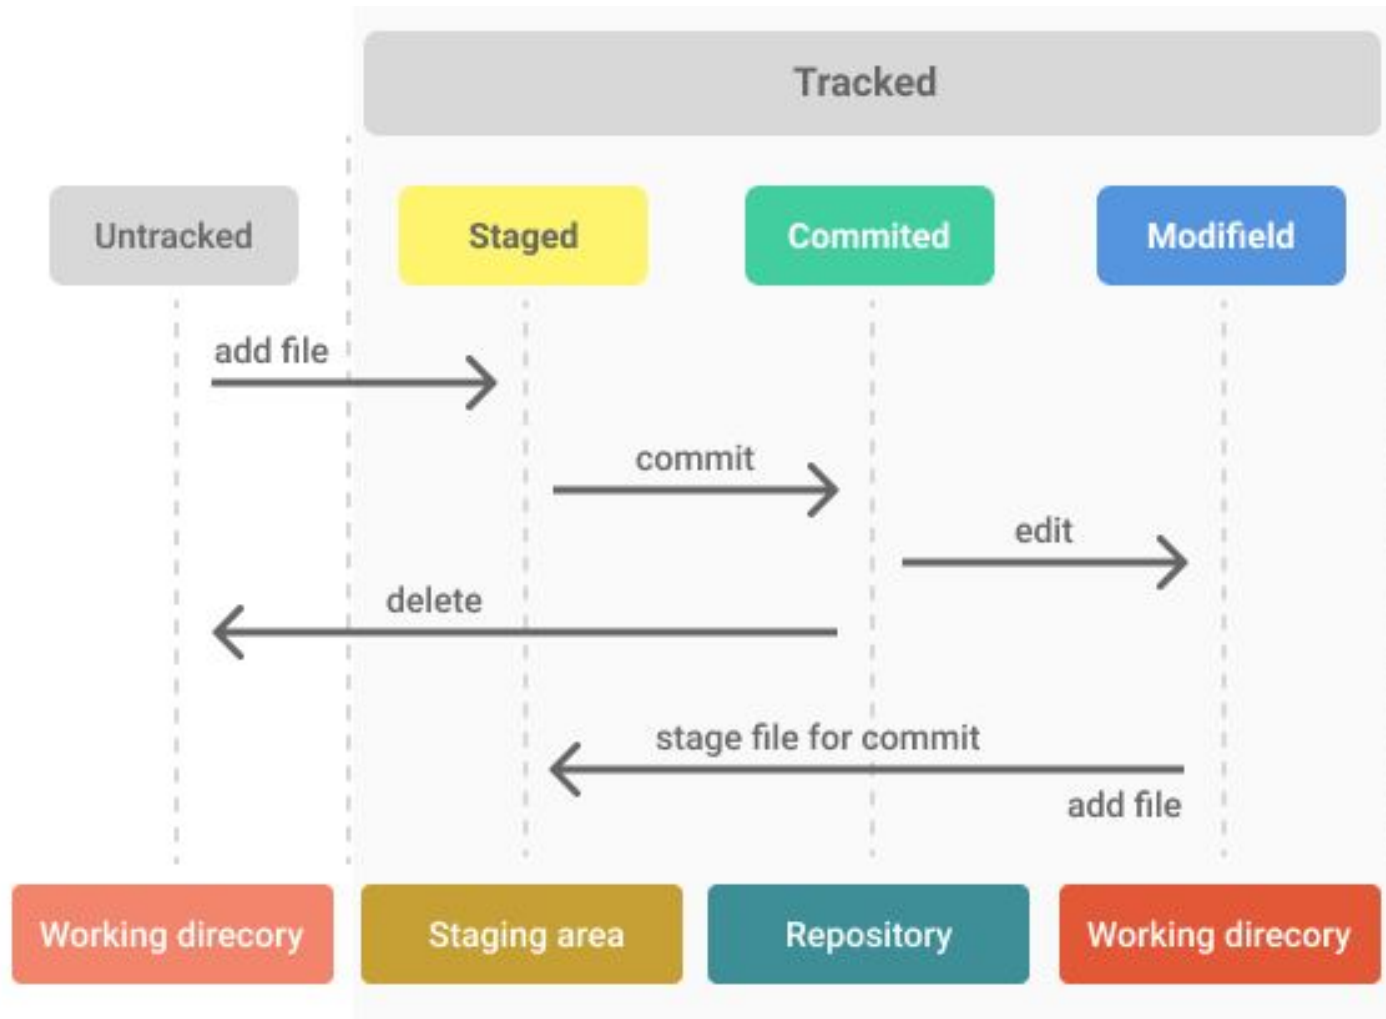 Tracked
Untracked
Staged
Commited
Modifield
add file
commit
edit
delete
stage file for commit
add file
Working direcory
Staging area
Repository
Working direcory